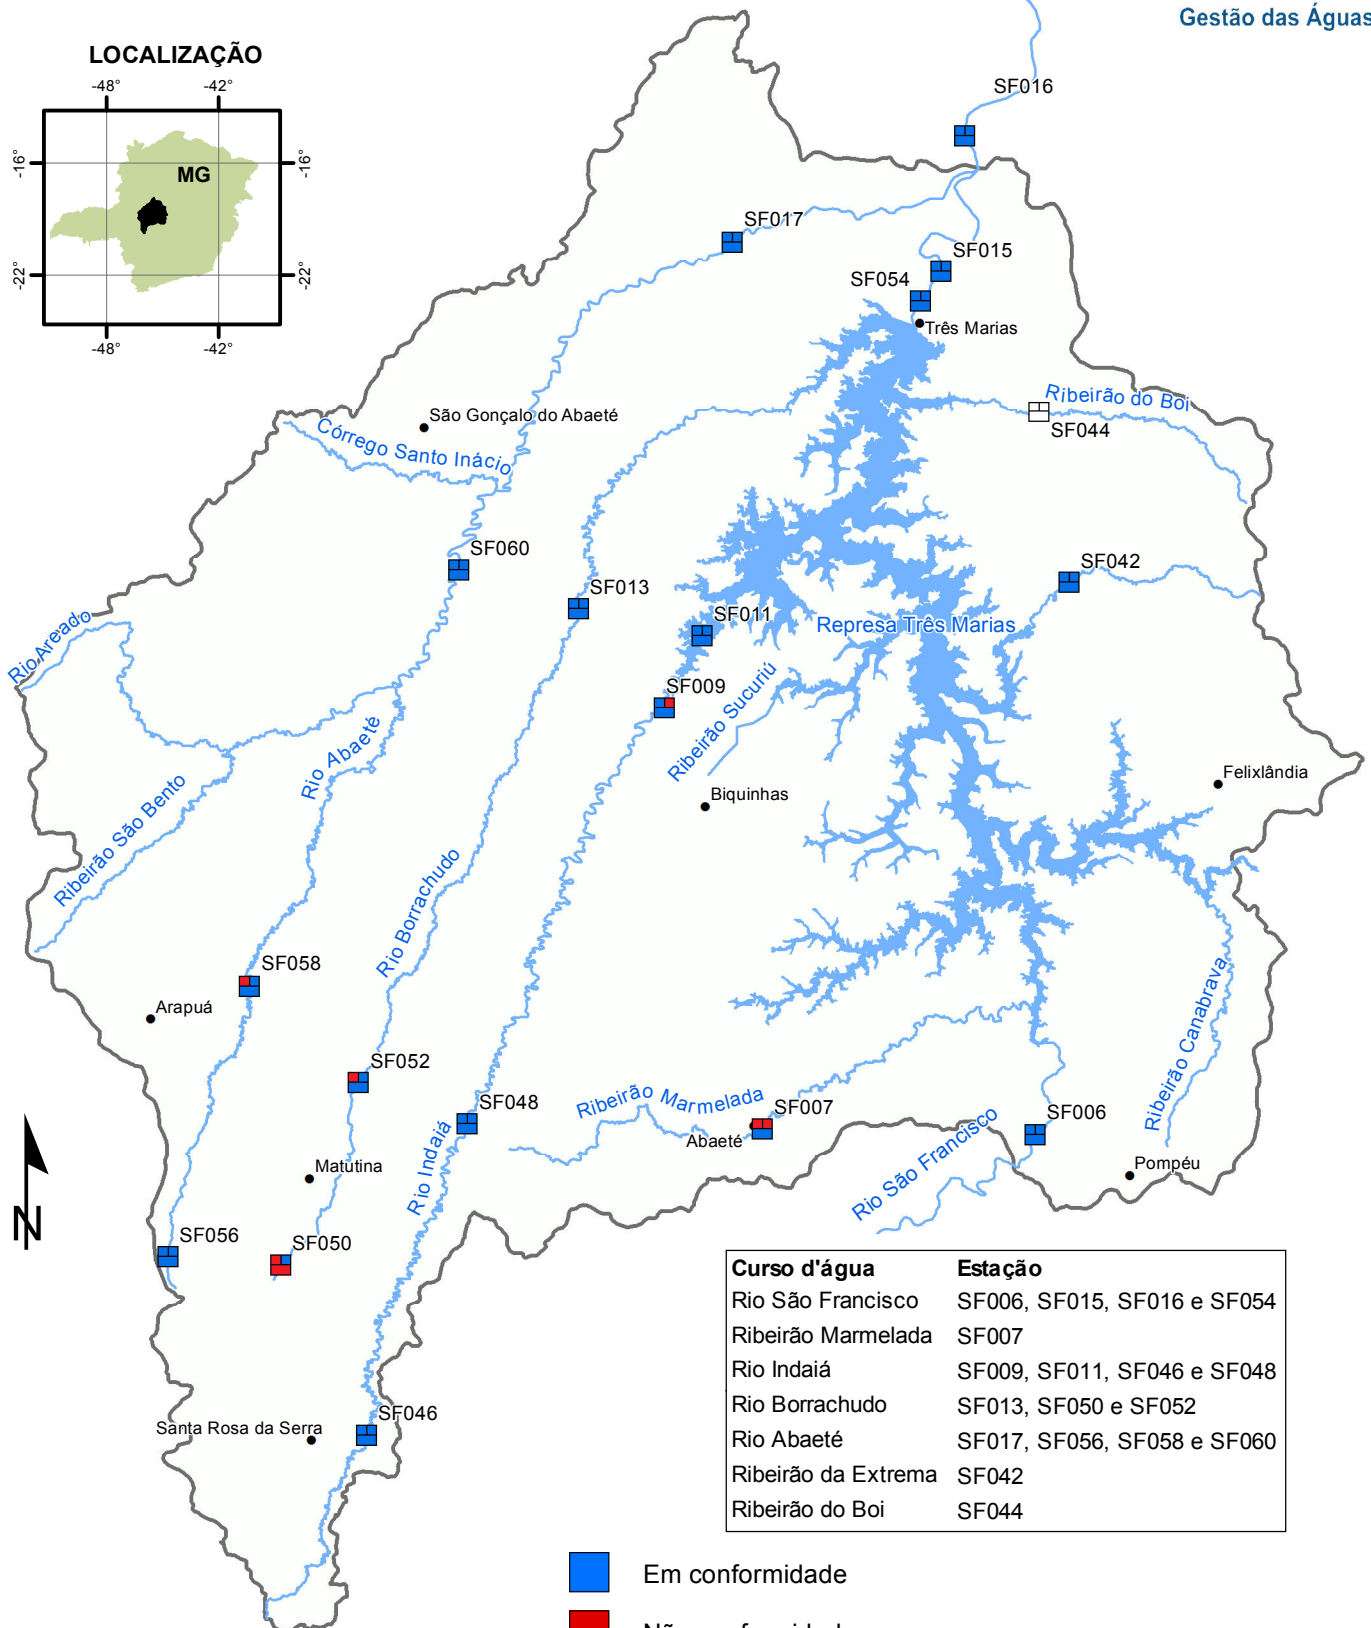 Gestão das Águas
LOCALIZAÇÃO
-48°
-42°
-16°
-16°
MG
-22°
-22°
-48°
-42°
SF016
SF017
SF015
SF054
Três Marias
Ribeirão do Boi
SF044
São Gonçalo do Abaeté
Córrego Santo Inácio
SF060
SF042
SF013
SF011
Represa Três Marias
Rio Areado
SF009
Ribeirão Sucuriú
Rio Abaeté
Felixlândia
Biquinhas
Ribeirão São Bento
Rio Borrachudo
SF058
Arapuá
Ribeirão Canabrava
SF052
SF048
Ribeirão Marmelada
SF007
SF006
Abaeté
Rio São Francisco
Pompéu
Matutina
Rio Indaiá
N
SF056
SF050
Curso d'água Estação
Rio São Francisco SF006, SF015, SF016 e SF054
Ribeirão Marmelada SF007
Rio Indaiá SF009, SF011, SF046 e SF048
Rio Borrachudo SF013, SF050 e SF052
Rio Abaeté SF017, SF056, SF058 e SF060
Ribeirão da Extrema SF042
Ribeirão do Boi SF044
SF046
Santa Rosa da Serra
Em conformidade